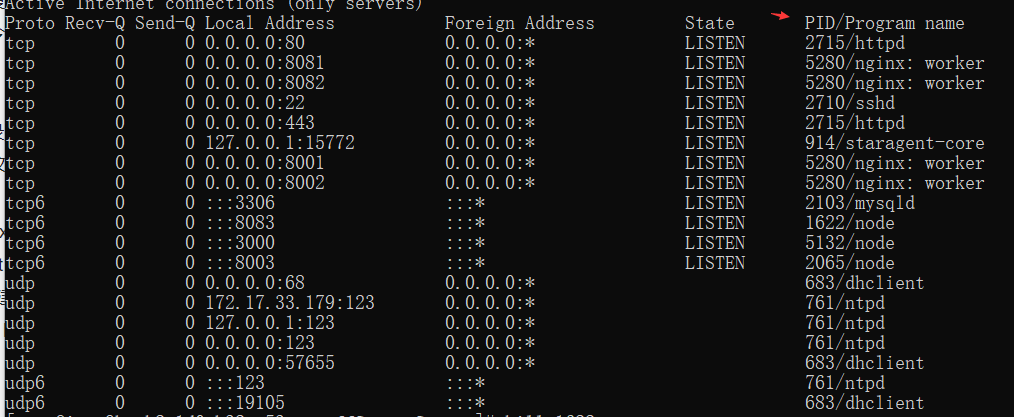 Active Internet connections (only servers)
Proto Recv-Q Send-Q Local Address Foreign Address State PID/Program name
tcp 0 0 0.0.0.0:80 0.0.0.0:* LISTEN 2715/httpd
tcp 0 0 0.0.0.0:8081 0.0.0.0:* LISTEN 5280/nginx: worker
tcp 0 0 0.0.0.0:8082 0.0.0.0:* LISTEN 5280/nginx: worker
tcp 0 0 0.0.0.0:22 0.0.0.0:* LISTEN 2710/sshd
tcp 0 0 0.0.0.0:443 0.0.0.0:* LISTEN 2715/httpd
tcp 0 0 127.0.0.1:15772 0.0.0.0:* LISTEN 914/staragent-core
tcp 0 0 0.0.0.0:8001 0.0.0.0:* LISTEN 5280/nginx: worker
tcp 0 0 0.0.0.0:8002 0.0.0.0:* LISTEN 5280/nginx: worker
tcp6 0 0 :::3306 :::* LISTEN 2103/mysqld
tcp6 0 0 :::8083 :::* LISTEN 1622/node
tcp6 0 0 :::3000 :::* LISTEN 5132/node
tcp6 0 0 :::8003 :::* LISTEN 2065/node
udp 0 0 0.0.0.0:68 0.0.0.0:* 683/dhclient
udp 0 0 172.17.33.179:123 0.0.0.0:* 761/ntpd
udp 0 0 127.0.0.1:123 0.0.0.0:* 761/ntpd
udp 0 0 0.0.0.0:123 0.0.0.0:* 761/ntpd
udp 0 0 0.0.0.0:57655 0.0.0.0:* 683/dhclient
udp6 0 0 :::123 :::* 761/ntpd
udp6 0 0 :::19105 :::* 683/dhclient